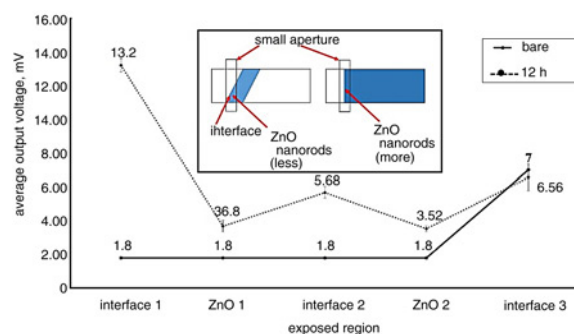 16.00
14.00
12.00
10.00
8.00
6.00
4.00
2.00
0.00
average output voltage, mV
13.2
36.8
5.68
3.52
7
6.56
1.8
1.8
1.8
1.8
small aperture
ihterface
ZnO
nanorods
(less)
ZnO
nanorods
(more)
bare
12 h
interface 1
ZnO 1
interface 2
ZnO 2
interface 3
exposed region